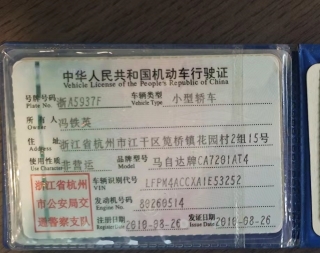 中华人民共和国机动车行驶证
Vehicle License of the People's Republic of China
号牌号码 浙A5937F 车辆类型 小型轿车
Plate No. Vehicle Type
所有人 冯铁英
Owner
住址 浙江省杭州市江干区笕桥镇花园村2组15号
Address
使用性质 非营运 品牌型号 马自达牌CA7201AT4
Use Character Model
浙江省杭州市公安局交通警察支队
车辆识别代号 LFPM4ACCXA1E53252
VIN
发动机号码 80260514
Engine No.
注册日期 2010-08-26 发证日期 2010-08-26
Register Date Issue Date